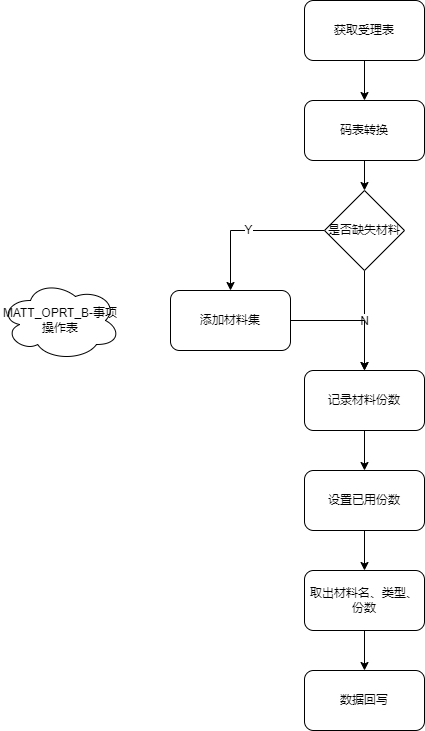 获取受理表
码表转换
是否缺失材料
Y
MATT_OPRT_B-事项
操作表
添加材料集
N
记录材料份数
设置已用份数
取出材料名、类型、
份数
数据回写